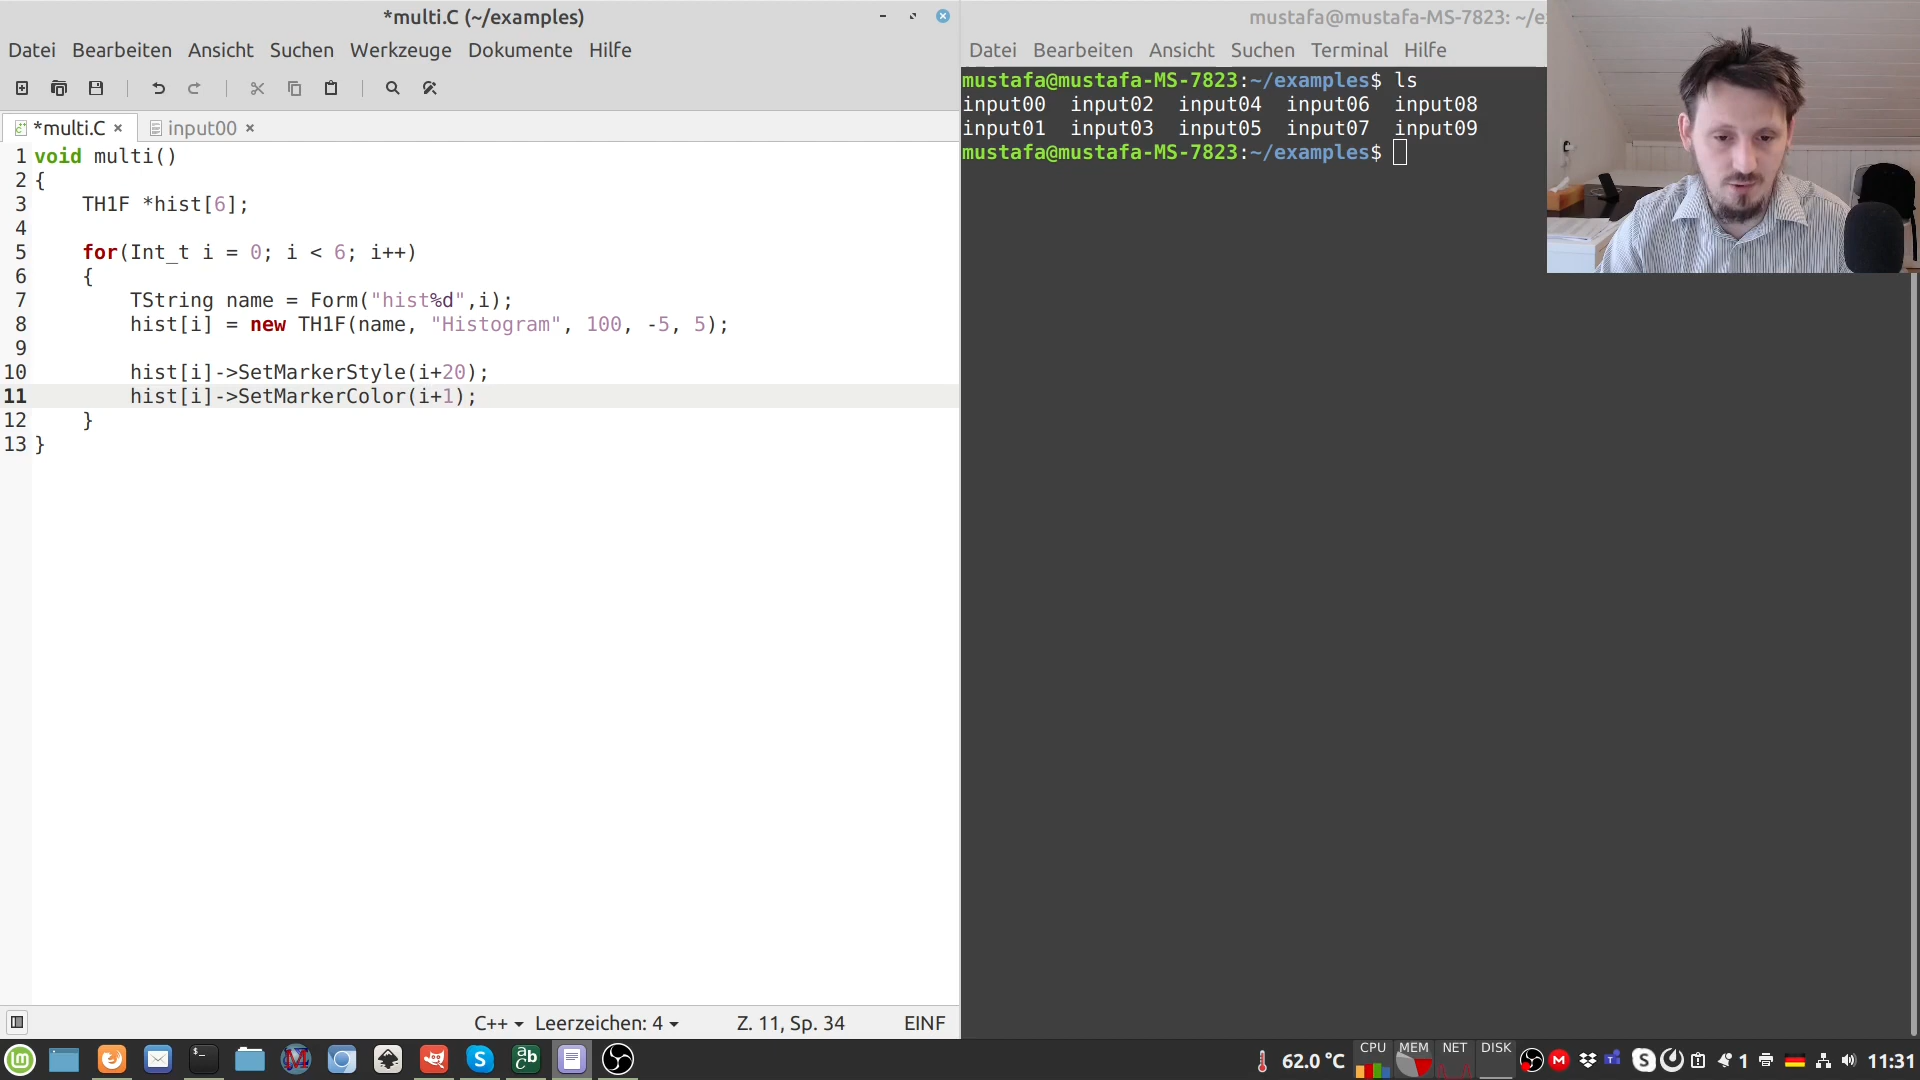 *multi.C (~/examples)
Datei Bearbeiten Ansicht Suchen Werkzeuge Dokumente Hilfe
*multi.C × input00 ×
1 void multi()
2 {
3     TH1F *hist[6];
4
5     for(Int_t i = 0; i < 6; i++)
6     {
7         TString name = Form("hist%d",i);
8         hist[i] = new TH1F(name, "Histogram", 100, -5, 5);
9
10         hist[i]->SetMarkerStyle(i+20);
11         hist[i]->SetMarkerColor(i+1);
12     }
13 }
C++ Leerzeichen: 4 Z. 11, Sp. 34 EINF
mustafa@mustafa-MS-7823: ~/e
Datei Bearbeiten Ansicht Suchen Terminal Hilfe
mustafa@mustafa-MS-7823:~/examples$ ls
input00 input02 input04 input06 input08
input01 input03 input05 input07 input09
mustafa@mustafa-MS-7823:~/examples$
62.0 °C CPU MEM NET DISK 1 11:31